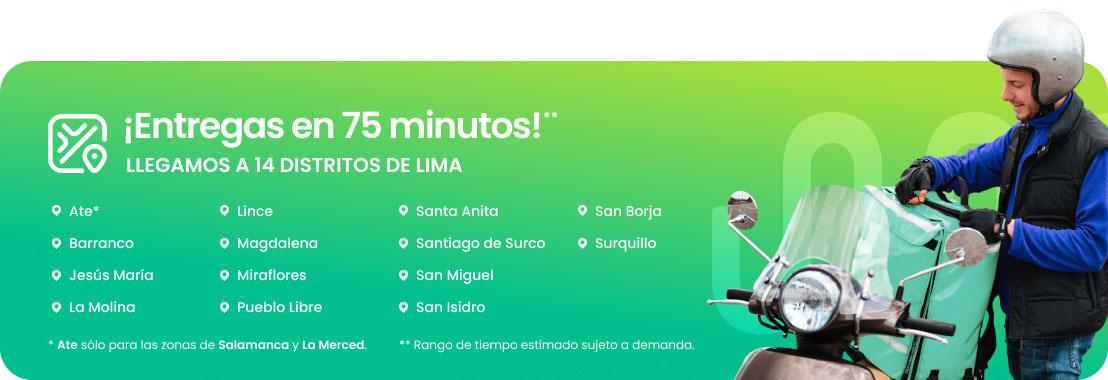 ¡Entregas en 75 minutos!**
LLEGAMOS A 14 DISTRITOS DE LIMA
Ate*
Barranco
Jesús María
La Molina
Lince
Magdalena
Miraflores
Pueblo Libre
Santa Anita
Santiago de Surco
San Miguel
San Isidro
San Borja
Surquillo
* Ate sólo para las zonas de Salamanca y La Merced.
** Rango de tiempo estimado sujeto a demanda.